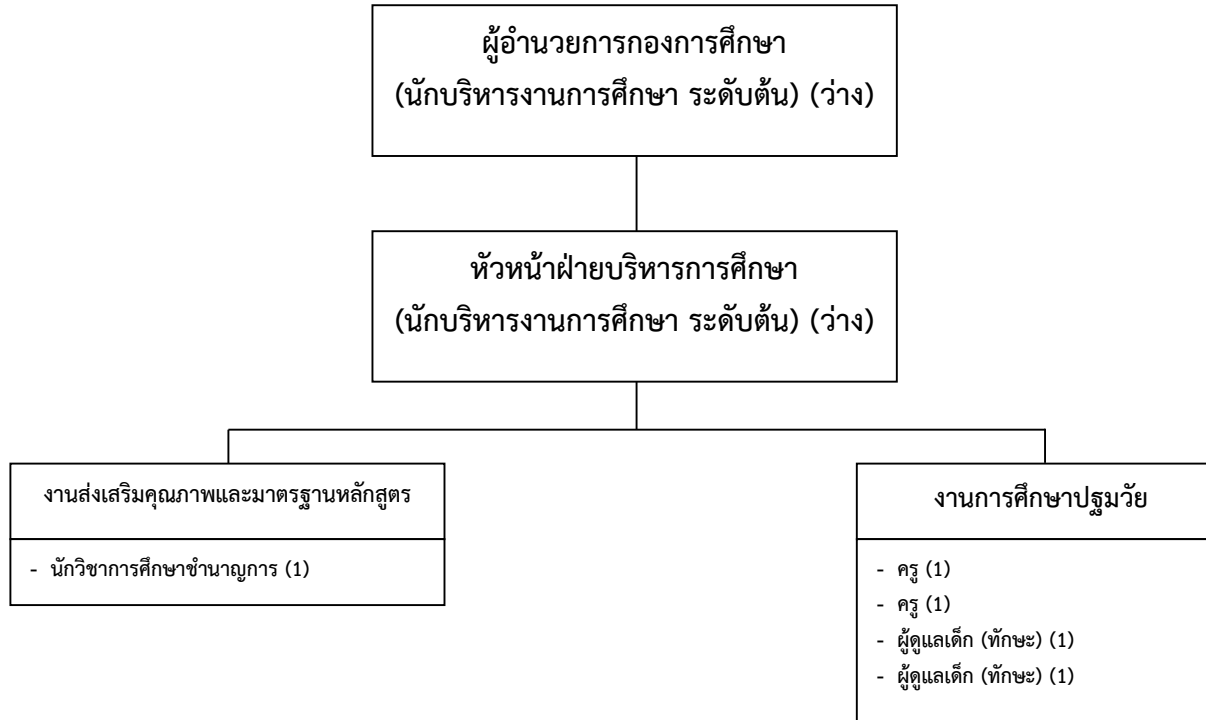 ผู้อำนวยการกองการศึกษา
(นักบริหารงานการศึกษา ระดับต้น) (ว่าง)
หัวหน้าฝ่ายบริหารการศึกษา
(นักบริหารงานการศึกษา ระดับต้น) (ว่าง)
งานส่งเสริมคุณภาพและมาตรฐานหลักสูตร
- นักวิชาการศึกษาชำนาญการ (1)
งานการศึกษาปฐมวัย
- ครู (1)
- ครู (1)
- ผู้ดูแลเด็ก (ทักษะ) (1)
- ผู้ดูแลเด็ก (ทักษะ) (1)